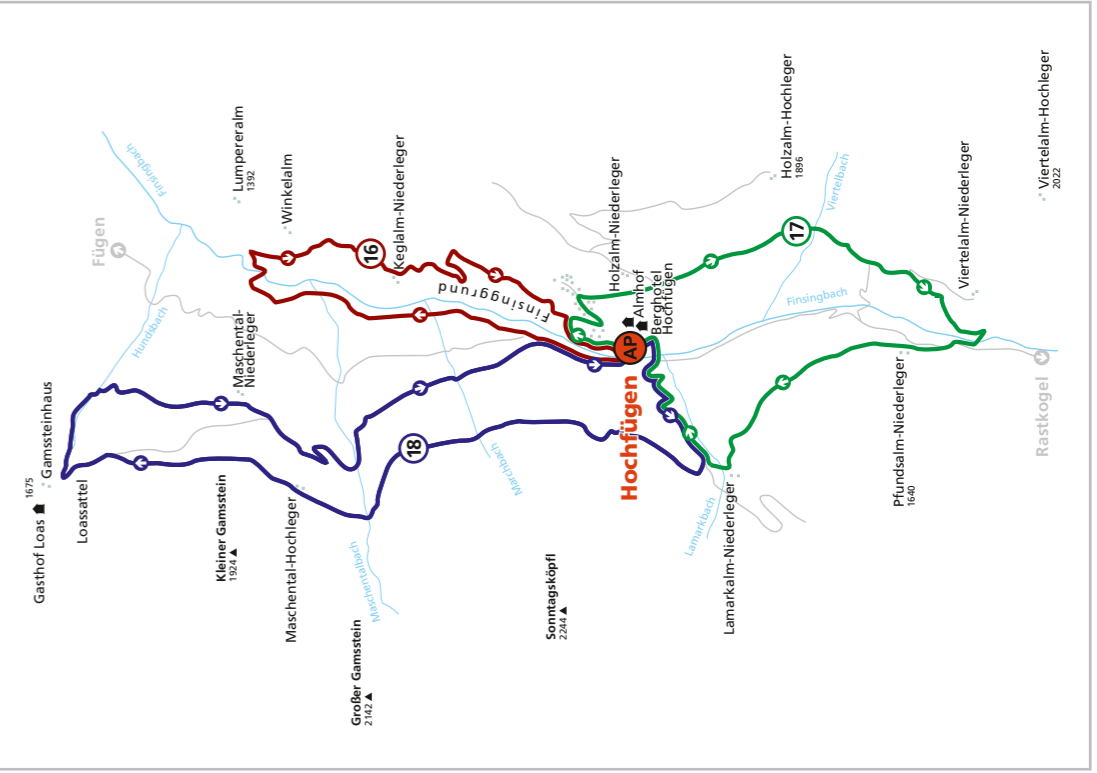 Gasthof Loas
1675
Gamssteinhaus
Loassattel
Fügen
Finsingbach
Hundsbach
Lumpereralm
1392
Winkelalm
Maschental-
Niederleger
Kleiner Gamsstein
1924
Maschental-Hochleger
Großer Gamsstein
2142
Maschentalbach
16
Keglalm-Niederleger
Finsinggrund
18
Marchbach
Sonntagsköpfl
2244
Holzalm-Niederleger
Almhof
Berghotel
Hochfügen
AP
Hochfügen
Holzalm-Hochleger
1896
Viertelbach
17
Finsingbach
Lamarkbach
Lamarkalm-Niederleger
Pfundsalm-Niederleger
1640
Viertelalm-Niederleger
Viertelalm-Hochleger
2022
Rastkogel